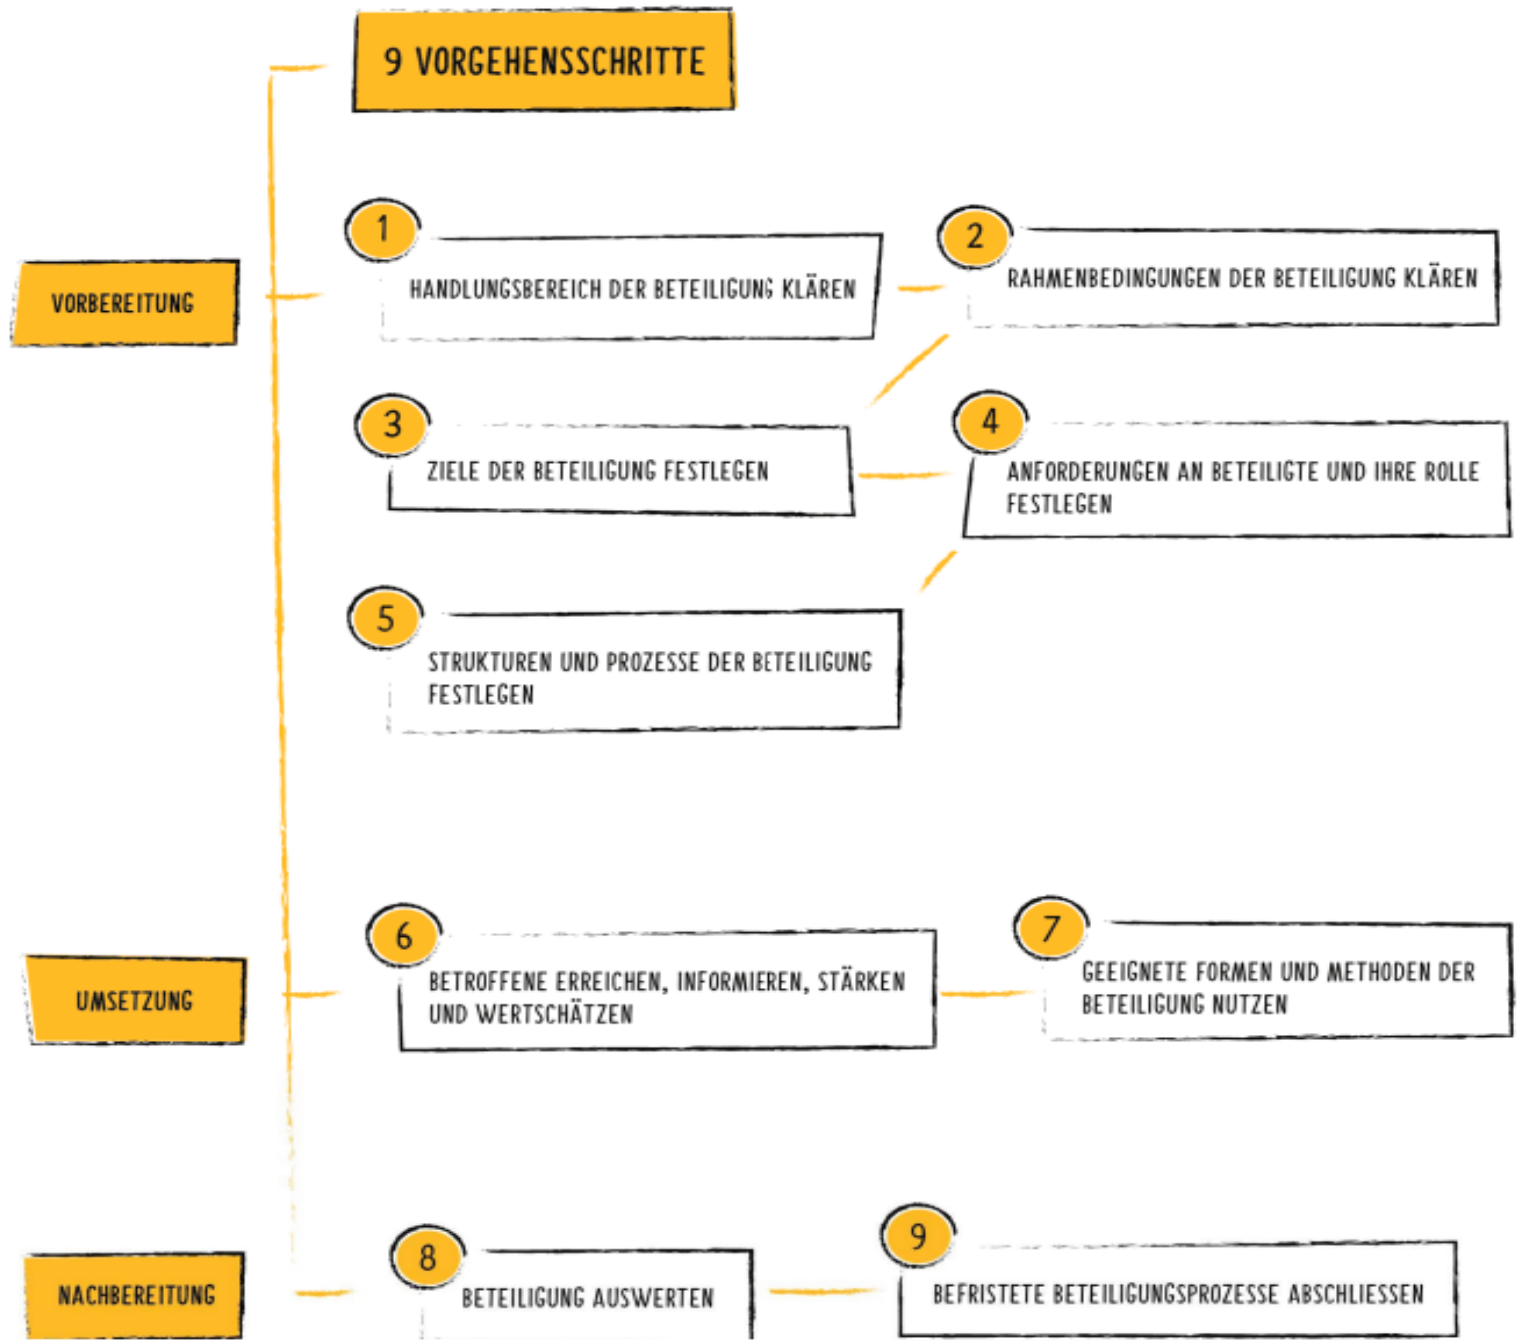 9 VORGEHENSSCHRITTE
VORBEREITUNG
1
HANDLUNGSBEREICH DER BETEILIGUNG KLÄREN
2
RAHMENBEDINGUNGEN DER BETEILIGUNG KLÄREN
3
ZIELE DER BETEILIGUNG FESTLEGEN
4
ANFORDERUNGEN AN BETEILIGTE UND IHRE ROLLE
FESTLEGEN
5
STRUKTUREN UND PROZESSE DER BETEILIGUNG
FESTLEGEN
UMSETZUNG
6
BETROFFENE ERREICHEN, INFORMIEREN, STÄRKEN
UND WERTSCHÄTZEN
7
GEEIGNETE FORMEN UND METHODEN DER
BETEILIGUNG NUTZEN
NACHBEREITUNG
8
BETEILIGUNG AUSWERTEN
9
BEFRISTETE BETEILIGUNGSPROZESSE ABSCHLIESSEN